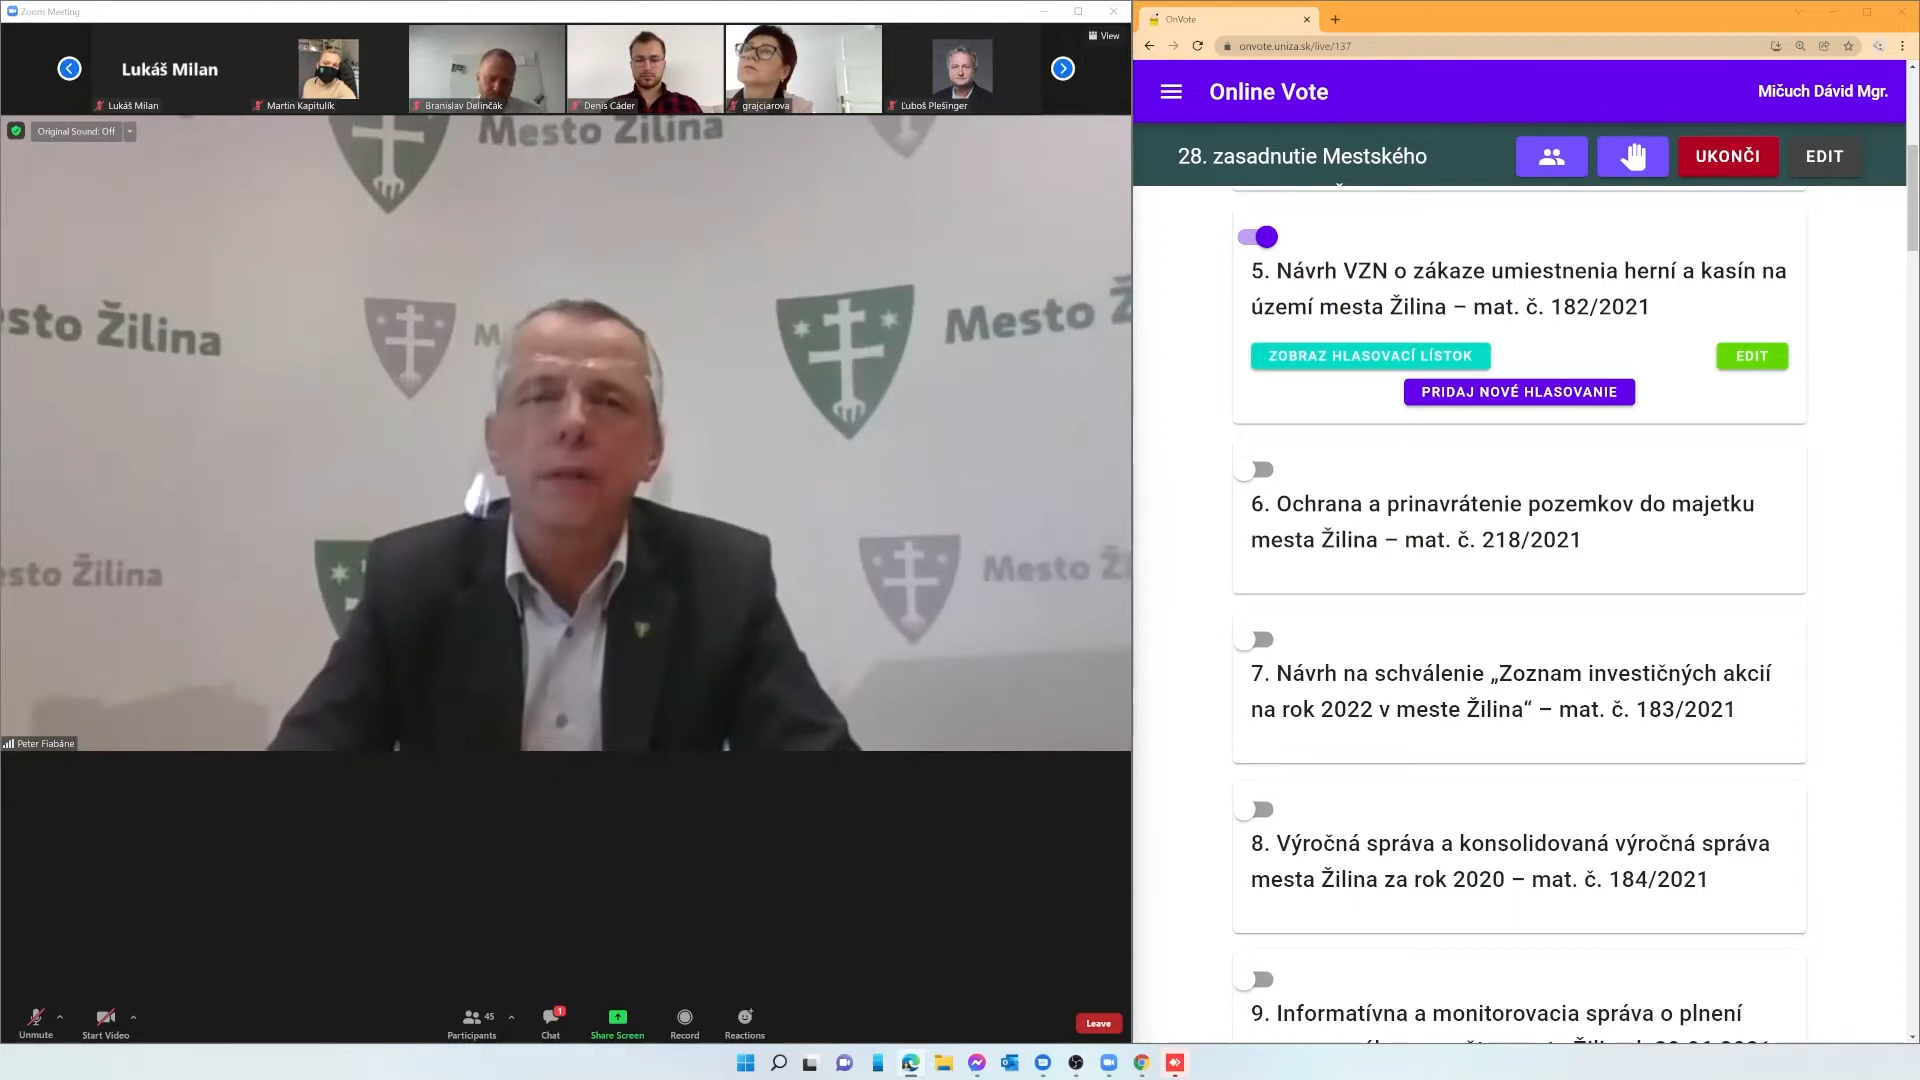 Zoom Meeting
View
Lukáš Milan
Lukáš Milan
Martin Kapitulík
Branislav Delinčák
Denis Cáder
grajciarova
Ľuboš Plešinger
Original Sound: Off
Mesto Žilina
sto Žilina
M
Mesto Ž
esto Žilina
Mesto Ži
Peter Fiabáne
Unmute
Start Video
45
Participants
1
Chat
Share Screen
Record
Reactions
Leave
OnVote
onvote.uniza.sk/live/137
Online Vote
Mičuch Dávid Mgr.
28. zasadnutie Mestského
UKONČI
EDIT
5. Návrh VZN o zákaze umiestnenia herní a kasín na
území mesta Žilina – mat. č. 182/2021
ZOBRAZ HLASOVACÍ LÍSTOK
EDIT
PRIDAJ NOVÉ HLASOVANIE
6. Ochrana a prinavrátenie pozemkov do majetku
mesta Žilina – mat. č. 218/2021
7. Návrh na schválenie „Zoznam investičných akcií
na rok 2022 v meste Žilina“ – mat. č. 183/2021
8. Výročná správa a konsolidovaná výročná správa
mesta Žilina za rok 2020 – mat. č. 184/2021
9. Informatívna a monitorovacia správa o plnení